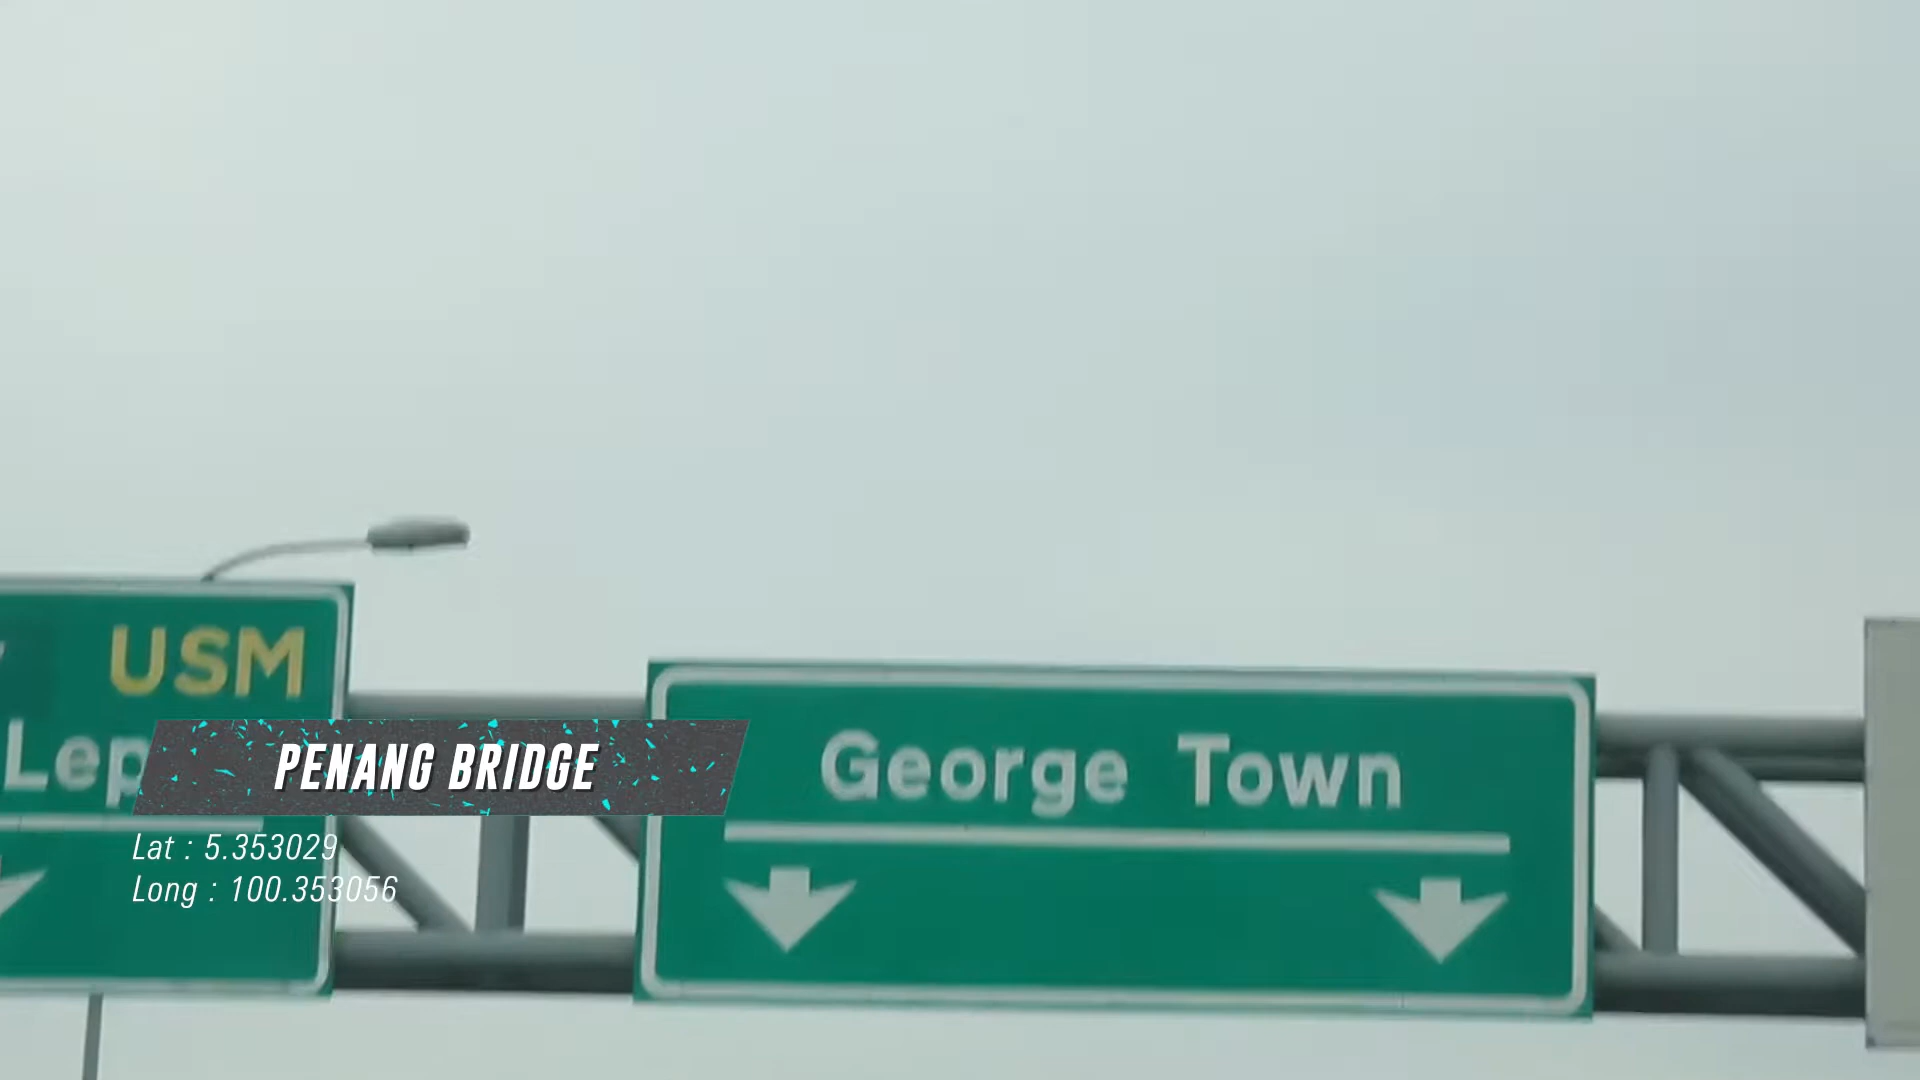 USM
Lep
George Town
PENANG BRIDGE
Lat : 5.353029
Long : 100.353056